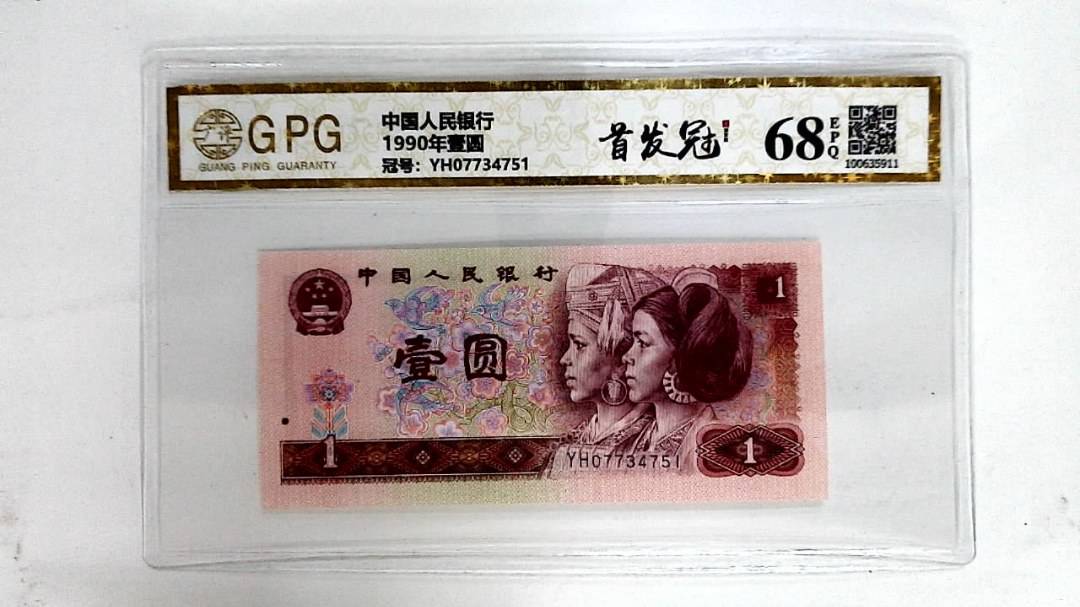 GPG
GUANG PING GUARANTY
中国人民银行
1990年壹圆
冠号：YH07734751
首发冠
68
EPQ
100635911
中国人民银行
1
壹圆
1
YH07734751
1